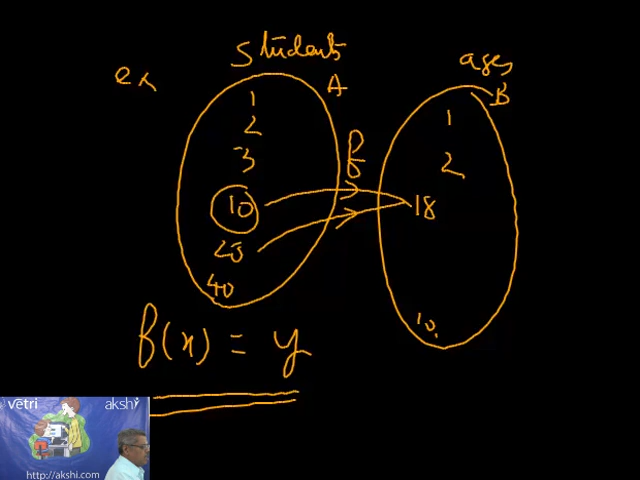 students
ages
ex
A
B
1
2
3
10
20
40
f
1
2
18
10.
f(x) = y
vetri
akshi
http://akshi.com